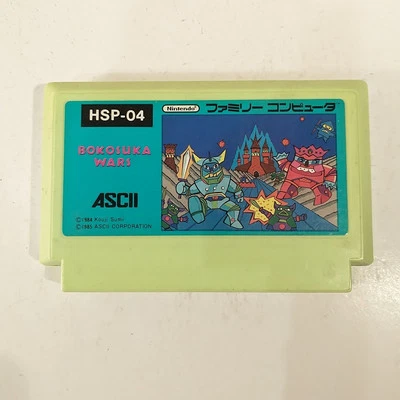 HSP-04
Nintendo
ファミリー コンピュータ
BOKOSUKA
WARS
ASCII
©1984 Koji Sumii
©1985 ASCII CORPORATION